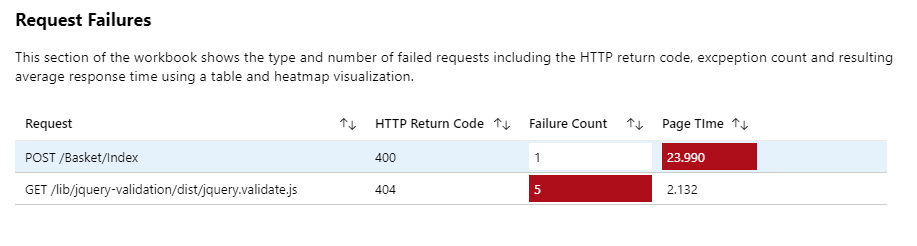 Request Failures
This section of the workbook shows the type and number of failed requests including the HTTP return code, excpeption count and resulting
average response time using a table and heatmap visualization.
Request ↑↓ HTTP Return Code ↑↓ Failure Count ↑↓ Page TIme ↑↓
POST /Basket/Index 400 1 23.990
GET /lib/jquery-validation/dist/jquery.validate.js 404 5 2.132